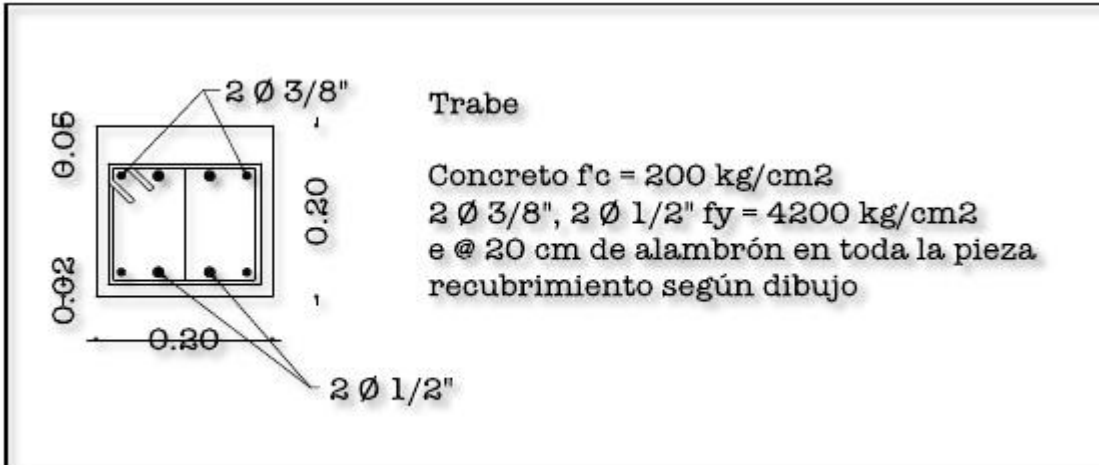 2 Ø 3/8"
0.05
0.20
0.02
0.20
2 Ø 1/2"
Trabe
Concreto f'c = 200 kg/cm2
2 Ø 3/8", 2 Ø 1/2" fy = 4200 kg/cm2
e @ 20 cm de alambrón en toda la pieza
recubrimiento según dibujo